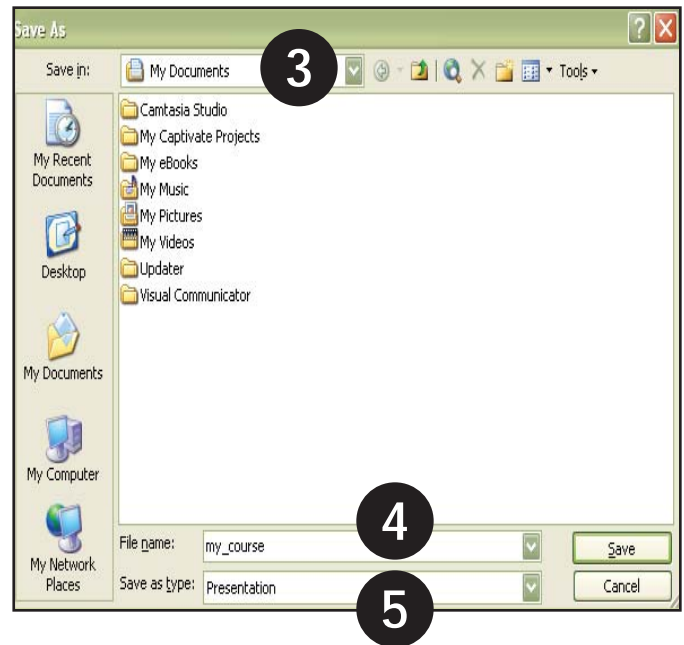 Save As
Save in: My Documents 3 Tools
Camtasia Studio
My Captivate Projects
My eBooks
My Music
My Pictures
My Videos
Updater
Visual Communicator
My Recent
Documents
Desktop
My Documents
My Computer
My Network
Places
4
File name: my_course Save
Save as type: Presentation Cancel
5